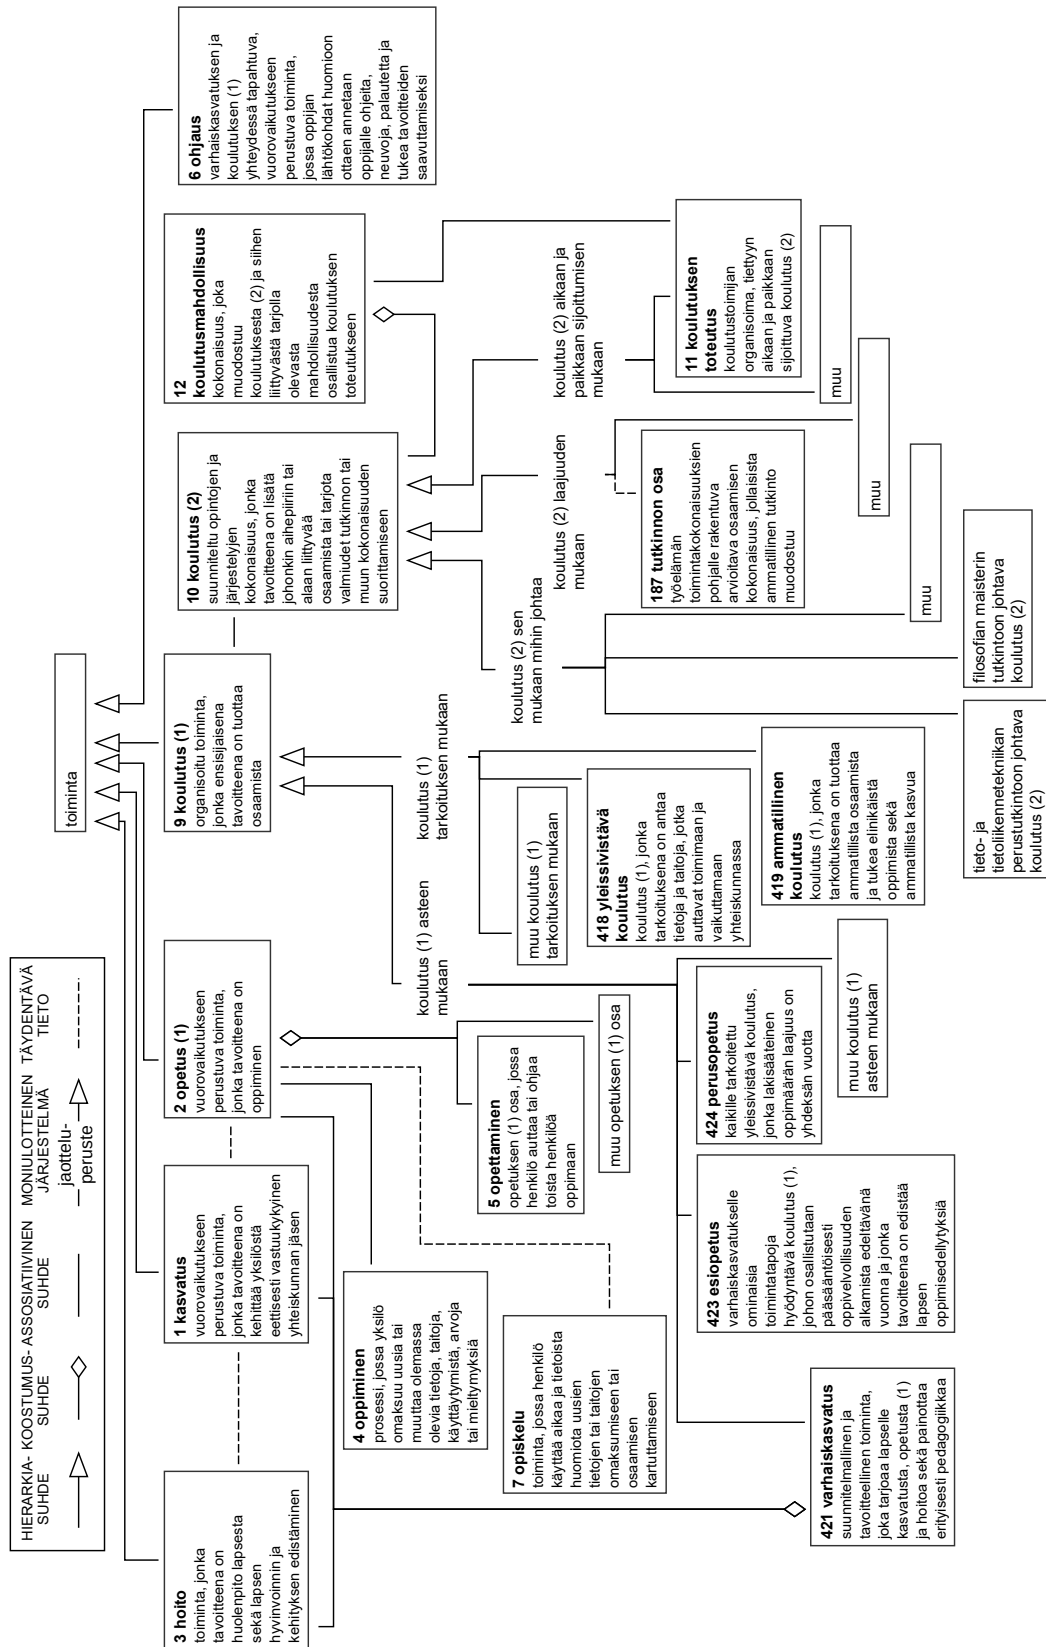 HIERARKIA- KOOSTUMUS- ASSOSIATIIVINEN MONIULOTTEINEN TÄYDENTÄVÄ
SUHDE SUHDE SUHDE JÄRJESTELMÄ TIETO
jaottelu-
peruste
toiminta
3 hoito
toiminta, jonka
tavoitteena on
huolenpito lapsesta
sekä lapsen
hyvinvoinnin ja
kehityksen edistäminen
1 kasvatus
vuorovaikutukseen
perustuva toiminta,
jonka tavoitteena on
kehittää yksilöstä
eettisesti vastuukykyinen
yhteiskunnan jäsen
2 opetus (1)
vuorovaikutukseen
perustuva toiminta,
jonka tavoitteena on
oppiminen
9 koulutus (1)
organisoitu toiminta,
jonka ensisijaisena
tavoitteena on tuottaa
osaamista
10 koulutus (2)
suunniteltu opintojen ja
järjestelyjen
kokonaisuus, jonka
tavoitteena on lisätä
johonkin aihepiiriin tai
alaan liittyvää
osaamista tai tarjota
valmiudet tutkinnon tai
muun kokonaisuuden
suorittamiseen
12
koulutusmahdollisuus
kokonaisuus, joka
muodostuu
koulutuksesta (2) ja siihen
liittyvästä tarjolla
olevasta
mahdollisuudesta
osallistua koulutuksen
toteutukseen
6 ohjaus
varhaiskasvatuksen ja
koulutuksen (1)
yhteydessä tapahtuva,
vuorovaikutukseen
perustuva toiminta,
jossa oppijan
lähtökohdat huomioon
ottaen annetaan
oppijalle ohjeita,
neuvoja, palautetta ja
tukea tavoitteiden
saavuttamiseksi
4 oppiminen
prosessi, jossa yksilö
omaksuu uusia tai
muuttaa olemassa
olevia tietoja, taitoja,
käyttäytymistä, arvoja
tai mieltymyksiä
7 opiskelu
toiminta, jossa henkilö
käyttää aikaa ja tietoista
huomiota uusien
tietojen tai taitojen
omaksumiseen tai
osaamisen
kartuttamiseen
5 opettaminen
opetuksen (1) osa, jossa
henkilö auttaa tai ohjaa
toista henkilöä
oppimaan
muu opetuksen (1) osa
koulutus (1) asteen
mukaan
koulutus (1)
tarkoituksen mukaan
muu koulutus (1)
tarkoituksen mukaan
418 yleissivistävä
koulutus
koulutus (1), jonka
tarkoituksena on antaa
tietoja ja taitoja, jotka
auttavat toimimaan ja
vaikuttamaan
yhteiskunnassa
419 ammatillinen
koulutus
koulutus (1), jonka
tarkoituksena on tuottaa
ammatillista osaamista
ja tukea elinikäistä
oppimista sekä
ammatillista kasvua
koulutus (2) sen
mukaan mihin johtaa
koulutus (2) laajuuden
mukaan
koulutus (2) aikaan ja
paikkaan sijoittumisen
mukaan
187 tutkinnon osa
työelämän
toimintakokonaisuuksien
pohjalle rakentuva
arvioitava osaamisen
kokonaisuus, jollaisista
ammatillinen tutkinto
muodostuu
11 koulutuksen
toteutus
koulutustoimijan
organisoima, tiettyyn
aikaan ja paikkaan
sijoittuva koulutus (2)
muu
muu
muu
421 varhaiskasvatus
suunnitelmallinen ja
tavoitteellinen toiminta,
joka tarjoaa lapselle
kasvatusta, opetusta (1)
ja hoitoa sekä painottaa
erityisesti pedagogiikkaa
423 esiopetus
varhaiskasvatukselle
ominaisia
toimintatapoja
hyödyntävä koulutus (1),
johon osallistutaan
pääsääntöisesti
oppivelvollisuuden
alkamista edeltävänä
vuonna ja jonka
tavoitteena on edistää
lapsen
oppimisedellytyksiä
424 perusopetus
kaikille tarkoitettu
yleissivistävä koulutus,
jonka lakisääteinen
oppimäärän laajuus on
yhdeksän vuotta
muu koulutus (1)
asteen mukaan
tieto-ja
tietoliikennetekniikan
perustutkintoon johtava
koulutus (2)
filosofian maisterin
tutkintoon johtava
koulutus (2)